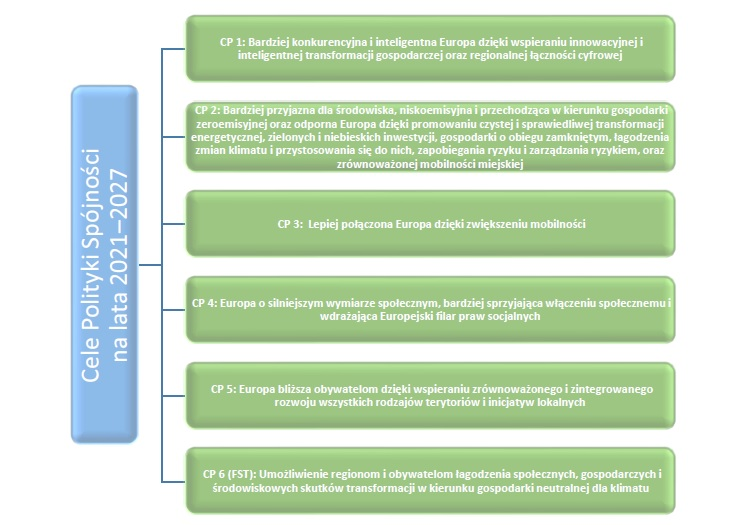 Cele Polityki Spójności
na lata 2021–2027
CP 1: Bardziej konkurencyjna i inteligentna Europa dzięki wspieraniu innowacyjnej i
inteligentnej transformacji gospodarczej oraz regionalnej łączności cyfrowej
CP 2: Bardziej przyjazna dla środowiska, niskoemisyjna i przechodząca w kierunku gospodarki
zeroemisyjnej oraz odporna Europa dzięki promowaniu czystej i sprawiedliwej transformacji
energetycznej, zielonych i niebieskich inwestycji, gospodarki o obiegu zamkniętym, łagodzenia
zmian klimatu i przystosowania się do nich, zapobiegania ryzyku i zarządzania ryzykiem, oraz
zrównoważonej mobilności miejskiej
CP 3: Lepiej połączona Europa dzięki zwiększeniu mobilności
CP 4: Europa o silniejszym wymiarze społecznym, bardziej sprzyjająca włączeniu społecznemu i
wdrażająca Europejski filar praw socjalnych
CP 5: Europa bliższa obywatelom dzięki wspieraniu zrównoważonego i zintegrowanego
rozwoju wszystkich rodzajów terytoriów i inicjatyw lokalnych
CP 6 (FST): Umożliwienie regionom i obywatelom łagodzenia społecznych, gospodarczych i
środowiskowych skutków transformacji w kierunku gospodarki neutralnej dla klimatu